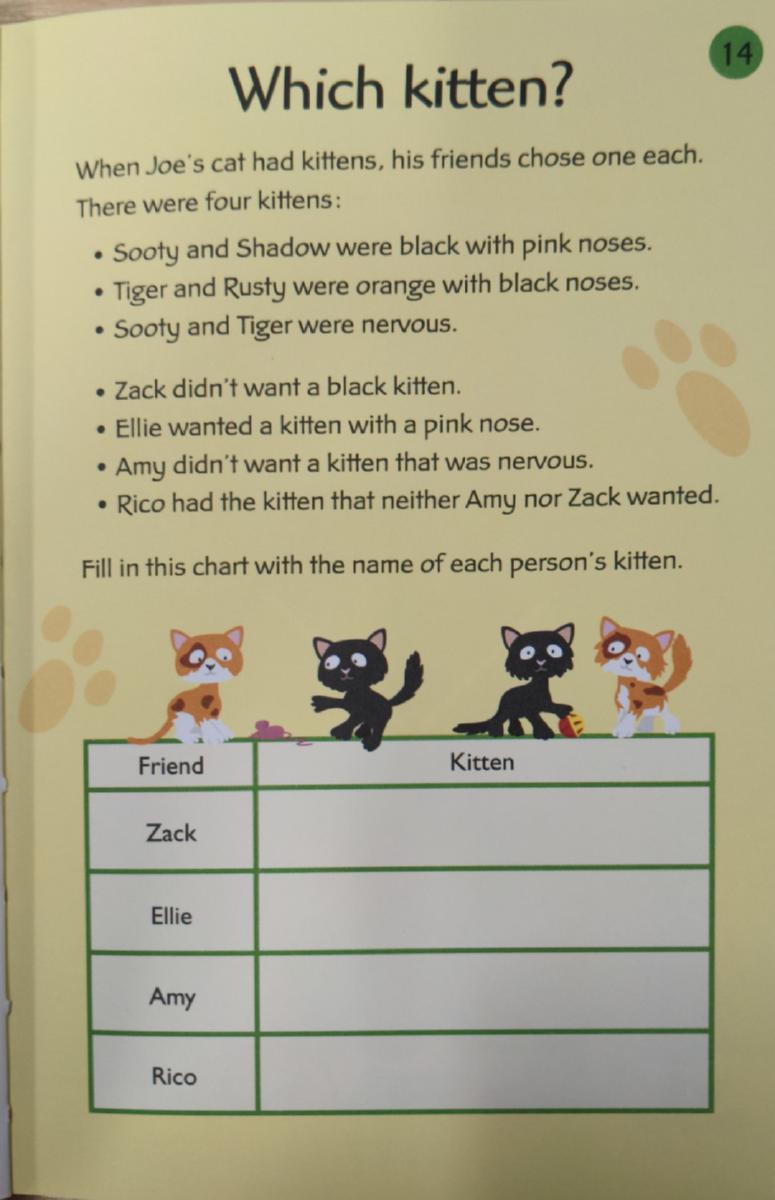 14
Which kitten?
When Joe's cat had kittens, his friends chose one each.
There were four kittens:
• Sooty and Shadow were black with pink noses.
• Tiger and Rusty were orange with black noses.
• Sooty and Tiger were nervous.
• Zack didn't want a black kitten.
• Ellie wanted a kitten with a pink nose.
• Amy didn't want a kitten that was nervous.
• Rico had the kitten that neither Amy nor Zack wanted.
Fill in this chart with the name of each person's kitten.
Friend Kitten
Zack
Ellie
Amy
Rico